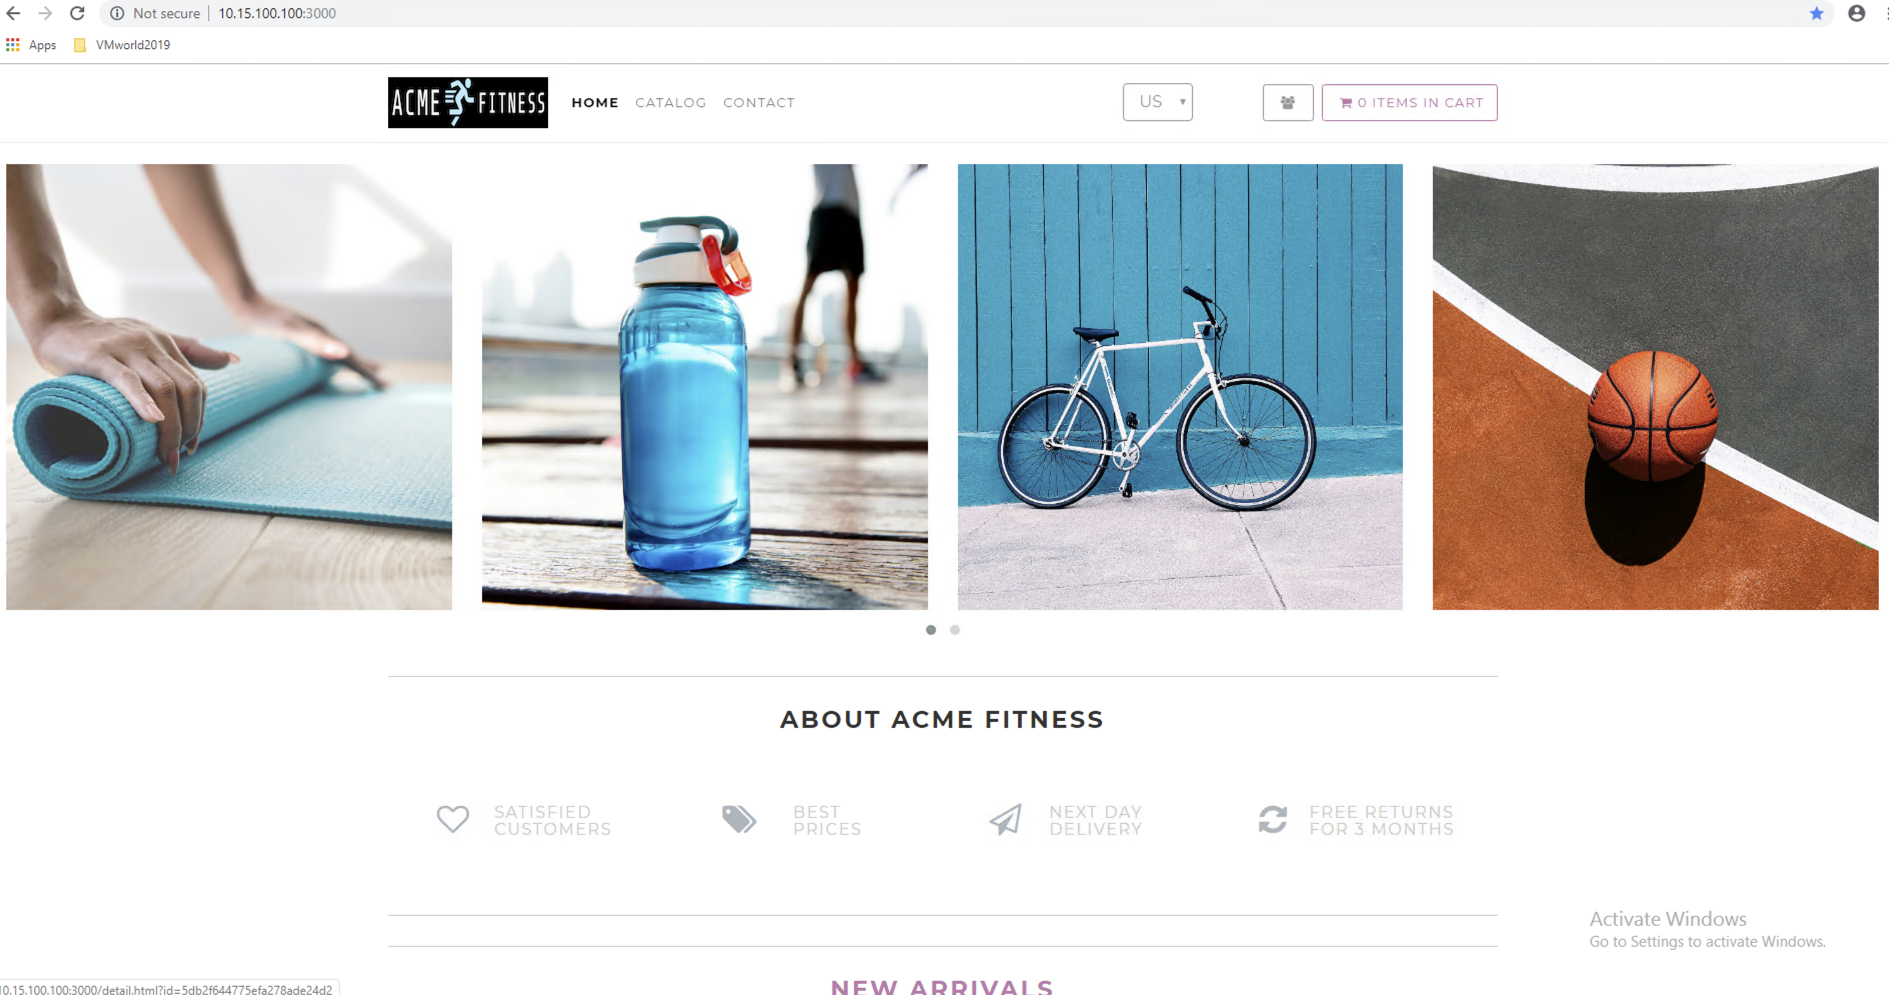 Not secure | 10.15.100.100:3000
Apps VMworld2019
ACME FITNESS HOME CATALOG CONTACT US 0 ITEMS IN CART
ABOUT ACME FITNESS
SATISFIED
CUSTOMERS
BEST
PRICES
NEXT DAY
DELIVERY
FREE RETURNS
FOR 3 MONTHS
Activate Windows
Go to Settings to activate Windows.
NEW ARRIVALS
10.15.100.100:3000/detail.html?id=5db2f644775efa278ade24d2